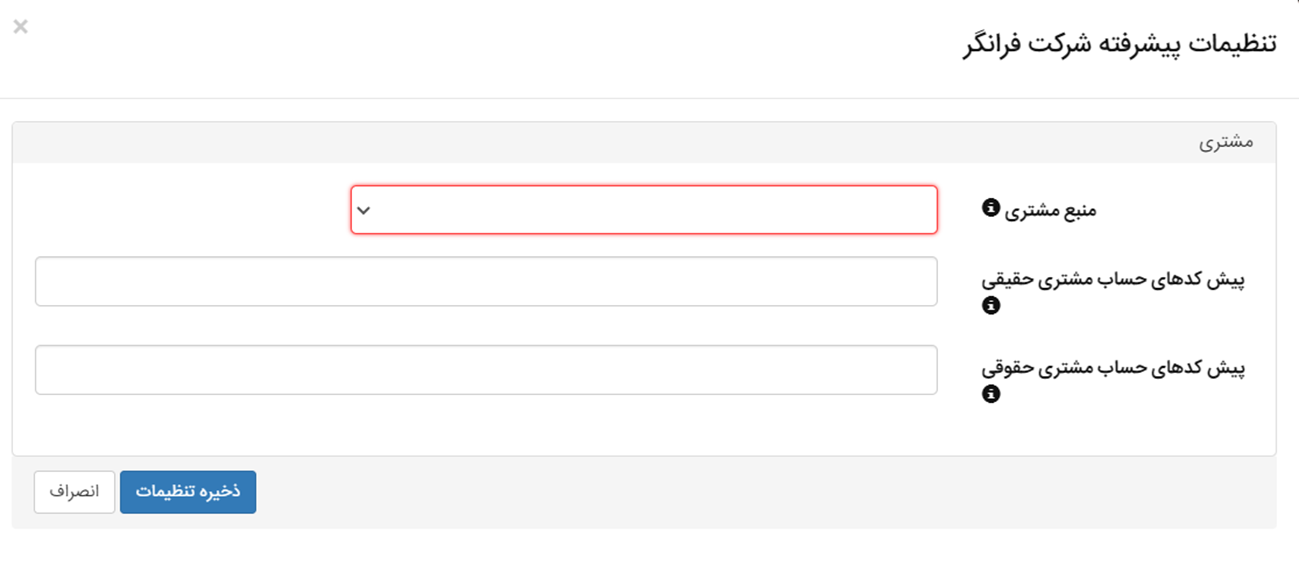 تنظیمات پیشرفته شرکت فرانگر
×
مشتری
منبع مشتری
پیش کدهای حساب مشتری حقیقی
پیش کدهای حساب مشتری حقوقی
ذخیره تنظیمات
انصراف